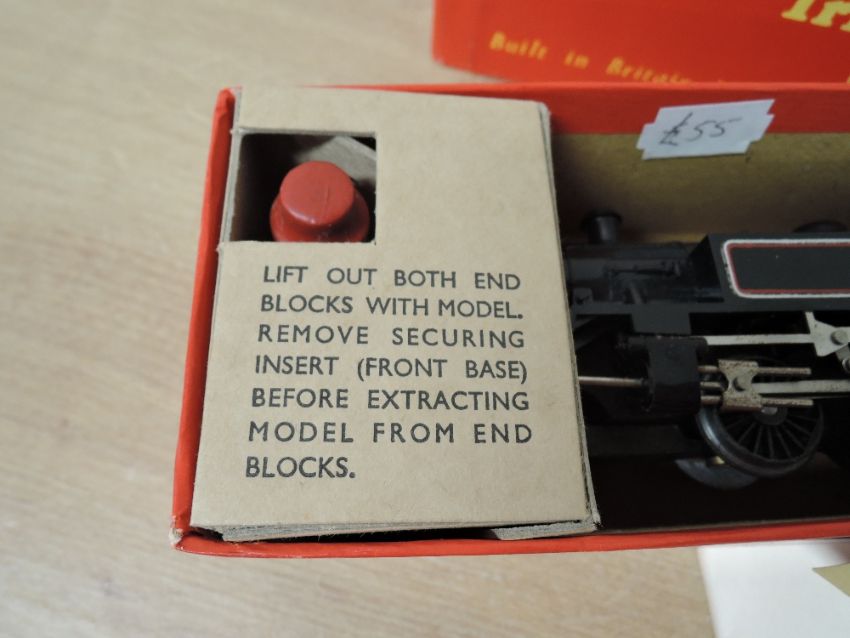 Built in Britain
£55
LIFT OUT BOTH END
BLOCKS WITH MODEL.
REMOVE SECURING
INSERT (FRONT BASE)
BEFORE EXTRACTING
MODEL FROM END
BLOCKS.